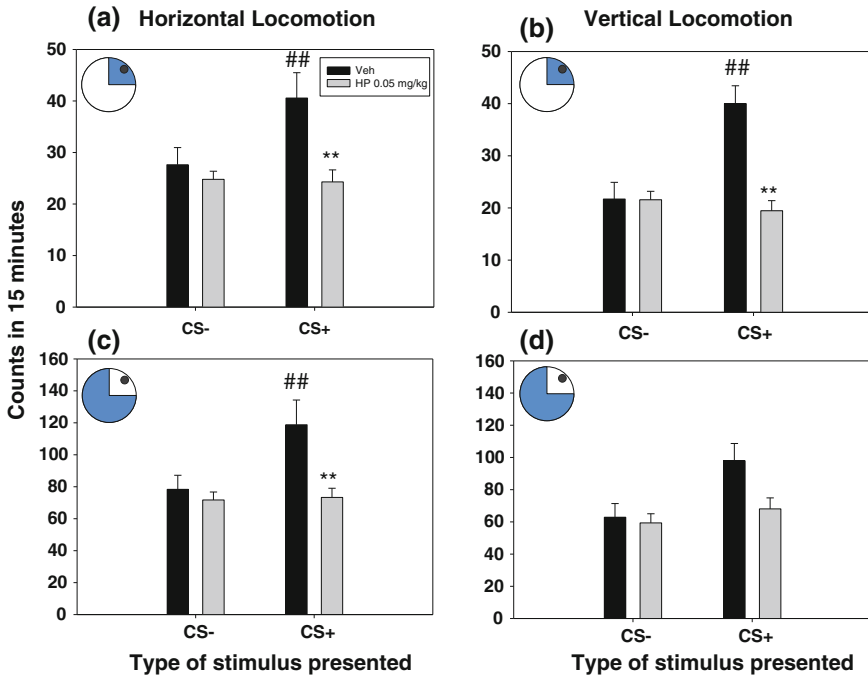 (a) Horizontal Locomotion
(b) Vertical Locomotion
Counts in 15 minutes
50
40
30
20
10
0
##
**
Veh
HP 0.05 mg/kg
CS- CS+
50
40
30
20
10
0
##
**
CS- CS+
(c)
160
140
120
100
80
60
40
20
0
##
**
CS- CS+
Type of stimulus presented
(d)
160
140
120
100
80
60
40
20
0
CS- CS+
Type of stimulus presented